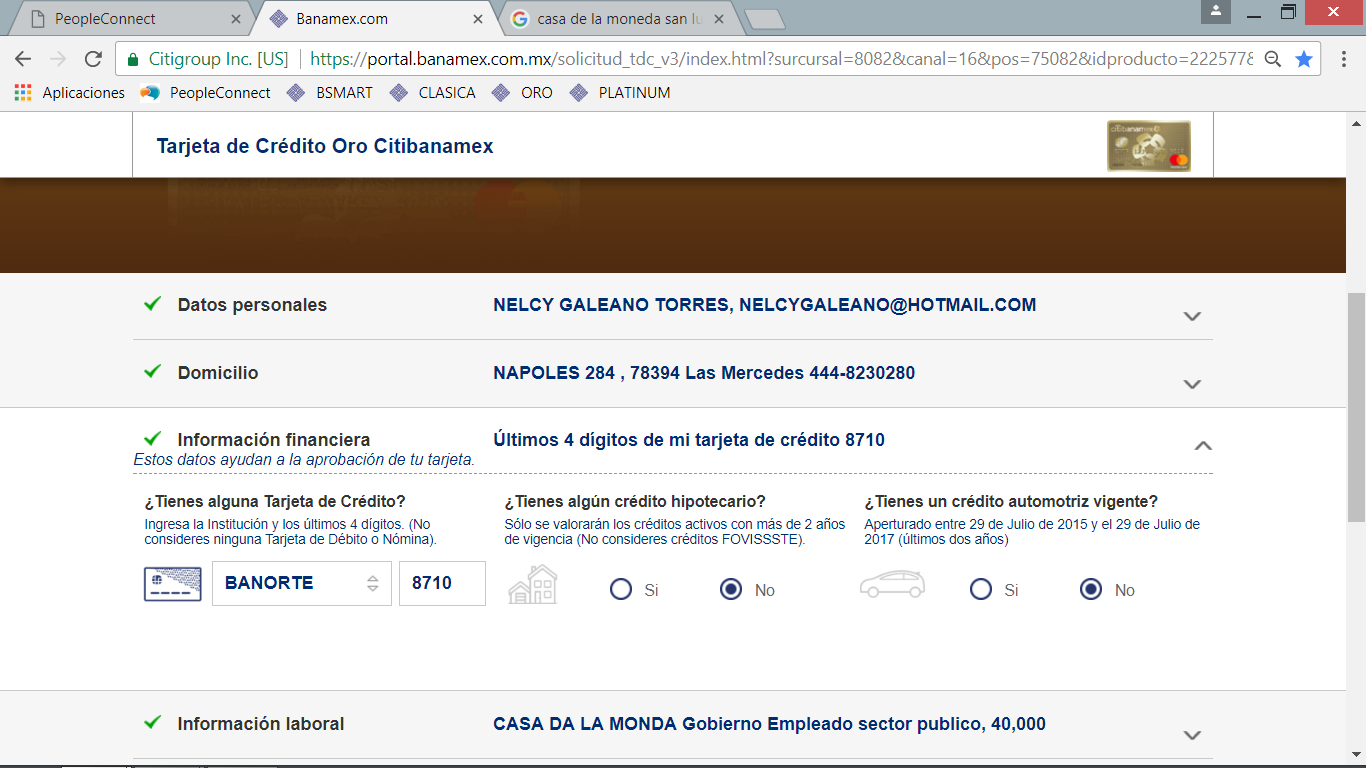 PeopleConnect
Banamex.com
casa de la moneda san lu
Citigroup Inc. [US]
https://portal.banamex.com.mx/solicitud_tdc_v3/index.html?surcursal=8082&canal=16&pos=75082&idproducto=222577&
Aplicaciones
PeopleConnect
BSMART
CLASICA
ORO
PLATINUM
Tarjeta de Crédito Oro Citibanamex
citibanamex
Datos personales
NELCY GALEANO TORRES, NELCYGALEANO@HOTMAIL.COM
Domicilio
NAPOLES 284 , 78394 Las Mercedes 444-8230280
Información financiera
Últimos 4 dígitos de mi tarjeta de crédito 8710
Estos datos ayudan a la aprobación de tu tarjeta.
¿Tienes alguna Tarjeta de Crédito?
Ingresa la Institución y los últimos 4 dígitos. (No
consideres ninguna Tarjeta de Débito o Nómina).
BANORTE
8710
¿Tienes algún crédito hipotecario?
Sólo se valorarán los créditos activos con más de 2 años
de vigencia (No consideres créditos FOVISSSTE).
Si
No
¿Tienes un crédito automotriz vigente?
Aperturado entre 29 de Julio de 2015 y el 29 de Julio de
2017 (últimos dos años)
Si
No
Información laboral
CASA DA LA MONDA Gobierno Empleado sector publico, 40,000